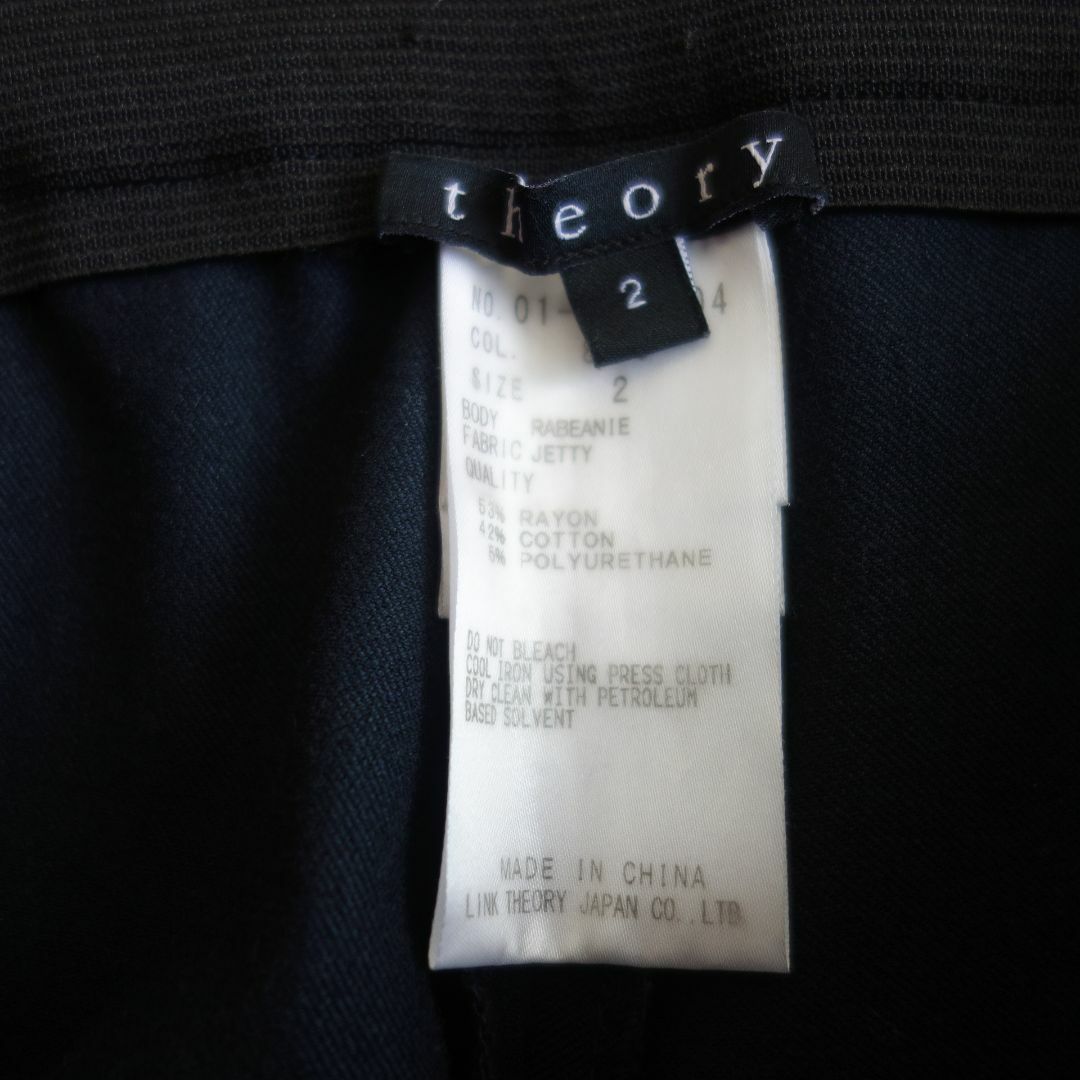 theory
2
NO. 01- 04
COL.
SIZE 2
BODY RABEANIE
FABRIC JETTY
QUALITY
53% RAYON
42% COTTON
5% POLYURETHANE
DO NOT BLEACH
COOL IRON USING PRESS CLOTH
DRY CLEAN WITH PETROLEUM
BASED SOLVENT
MADE IN CHINA
LINK THEORY JAPAN CO.,LTD